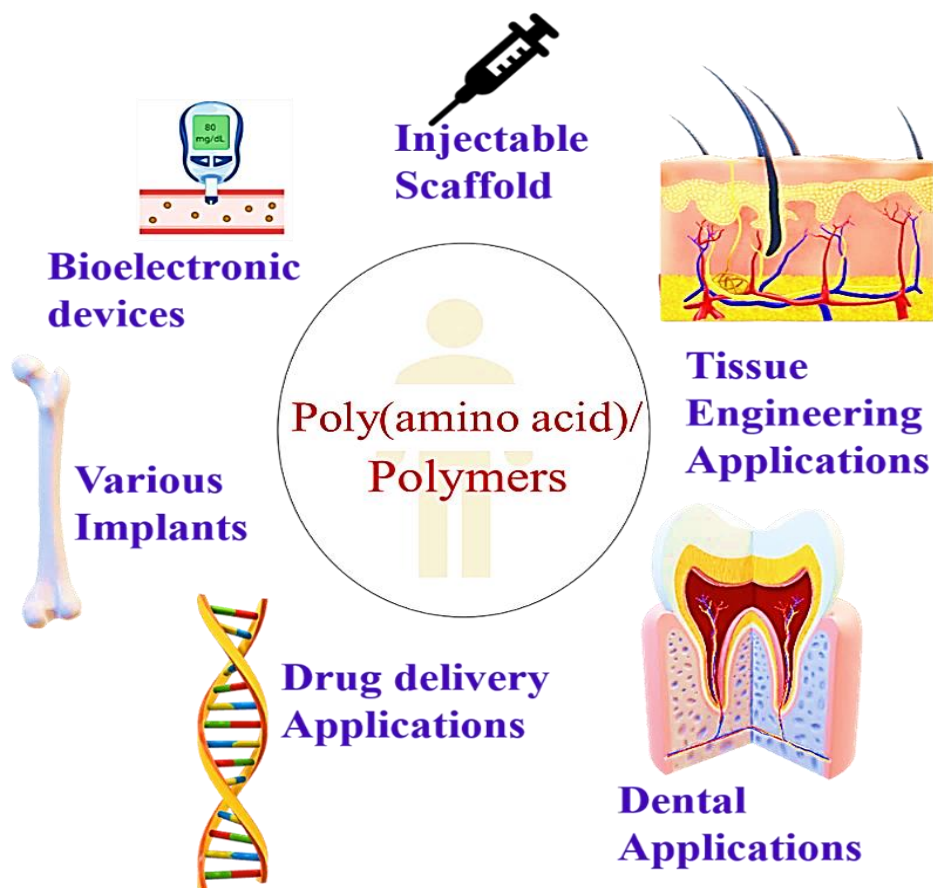 Injectable
Scaffold
80
mg/dL
Bioelectronic
devices
Tissue
Engineering
Applications
Poly(amino acid)/
Polymers
Various
Implants
Drug delivery
Applications
Dental
Applications